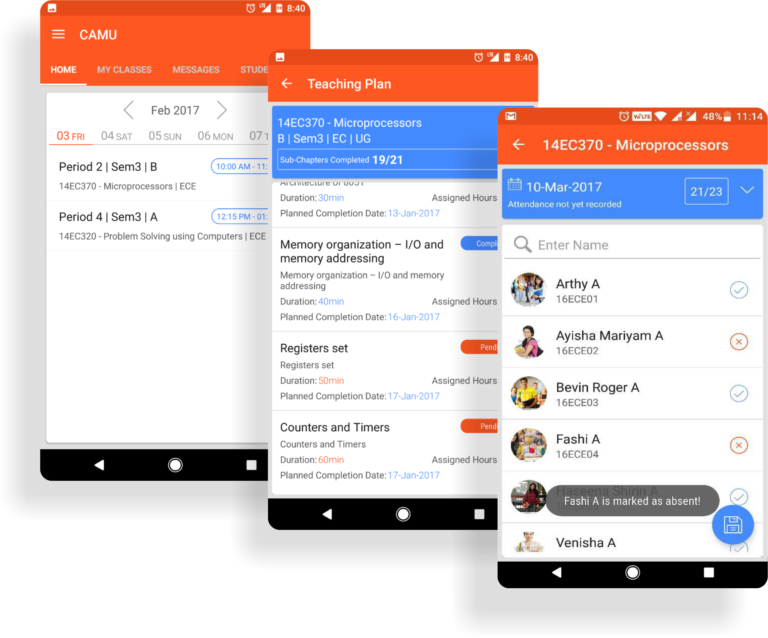 LTE 8:40
CAMU
HOME MY CLASSES MESSAGES STUDE
Feb 2017
03 FRI 04 SAT 05 SUN 06 MON 07
Period 2 | Sem3 | B
10:00 AM - 11:
14EC370 - Microprocessors | ECE
Period 4 | Sem3 | A
12:15 PM - 01:
14EC320 - Problem Solving using Computers | ECE
LTE 8:40
Teaching Plan
14EC370 - Microprocessors
B | Sem3 | EC | UG
Sub-Chapters Completed 19/21
Architecture of 8051
Duration: 30min
Assigned Hours
Planned Completion Date: 13-Jan-2017
Memory organization – I/O and
memory addressing
Compl
Memory organization – I/O and memory
addressing
Duration: 40min
Assigned Hours
Planned Completion Date: 16-Jan-2017
Registers set
Pend
Registers set
Duration: 50min
Assigned Hours
Planned Completion Date: 17-Jan-2017
Counters and Timers
Pend
Counters and Timers
Duration: 60min
Assigned Hours
Planned Completion Date: 17-Jan-2017
VoLTE 48% 11:14
14EC370 - Microprocessors
10-Mar-2017
Attendance not yet recorded
21/23
Enter Name
Arthy A
16ECE01
Ayisha Mariyam A
16ECE02
Bevin Roger A
16ECE03
Fashi A
16ECE04
Haseena Shirin A
Fashi A is marked as absent!
Venisha A